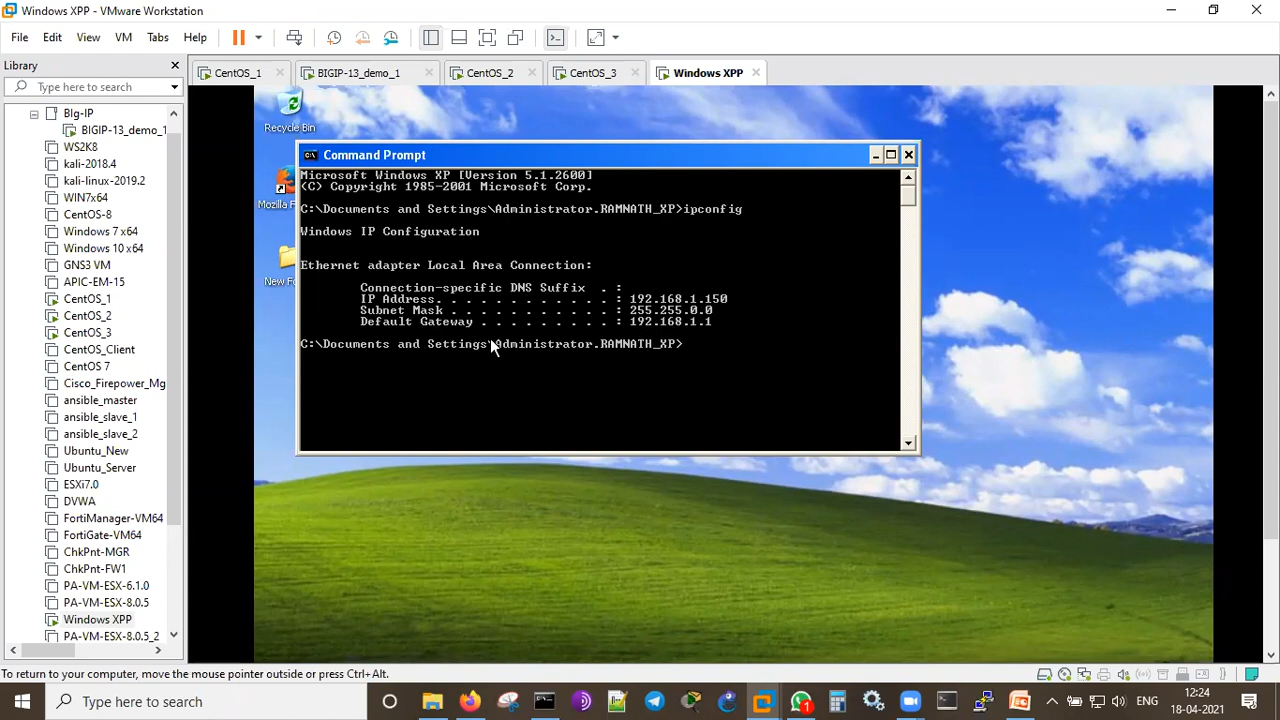 Windows XPP - VMware Workstation
File Edit View VM Tabs Help
Library
Type here to search
BIg-IP
BIGIP-13_demo_1
WS2K8
kali-2018.4
kali-linux-2019.2
WIN7x64
CentOS-8
Windows 7 x64
Windows 10 x64
GNS3 VM
APIC-EM-15
CentOS_1
CentOS_2
CentOS_3
CentOS_Client
CentOS 7
Cisco_Firepower_Mg
ansible_master
ansible_slave_1
ansible_slave_2
Ubuntu_New
Ubuntu_Server
ESXi7.0
DVWA
FortiManager-VM64
FortiGate-VM64
ChkPnt-MGR
ChkPnt-FW1
PA-VM-ESX-6.1.0
PA-VM-ESX-8.0.5
Windows XPP
PA-VM-ESX-8.0.5_2
CentOS_1 BIGIP-13_demo_1 CentOS_2 CentOS_3 Windows XPP
Recycle Bin
Mozilla F
New Fo
Command Prompt
Microsoft Windows XP [Version 5.1.2600]
(C) Copyright 1985-2001 Microsoft Corp.
C:\Documents and Settings\Administrator.RAMNATH_XP>ipconfig
Windows IP Configuration
Ethernet adapter Local Area Connection:
Connection-specific DNS Suffix . :
IP Address. . . . . . . . . . . . : 192.168.1.150
Subnet Mask . . . . . . . . . . . : 255.255.0.0
Default Gateway . . . . . . . . . : 192.168.1.1
C:\Documents and Settings\Administrator.RAMNATH_XP>
To return to your computer, move the mouse pointer outside or press Ctrl+Alt.
Type here to search
1
ENG
12:24
18-04-2021